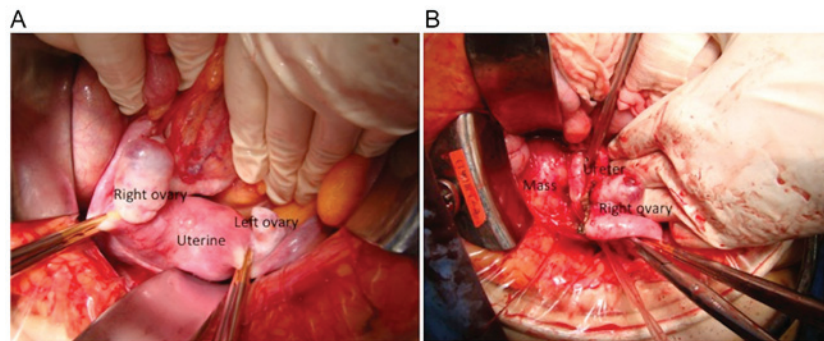 A
B
Right ovary
Left ovary
Uterine
Ureter
Mass
Right ovary